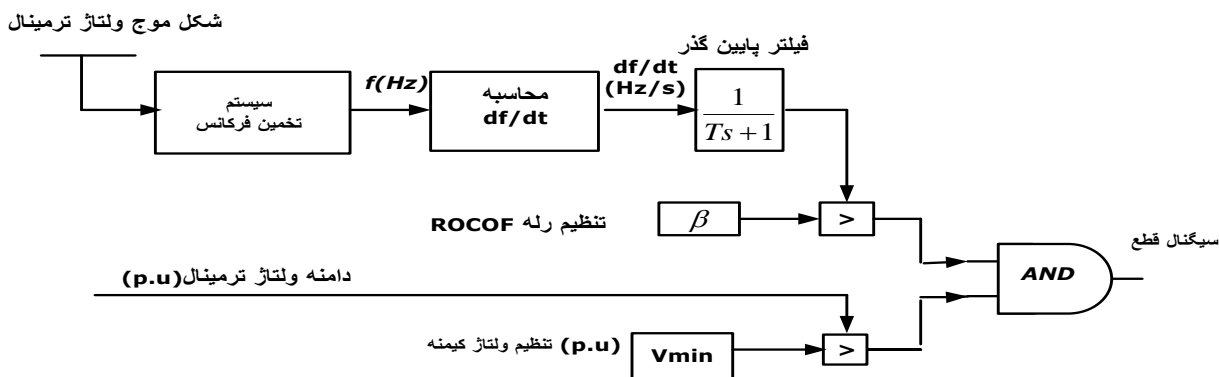 شکل موج ولتاژ ترمینال
سیستم
تخمین فرکانس
f(Hz)
محاسبه
df/dt
df/dt
(Hz/s)
فیلتر پایین گذر
1
Ts + 1
تنظیم رله ROCOF
β
>
دامنه ولتاژ ترمینال(p.u)
تنظیم ولتاژ کیمنه (p.u)
Vmin
>
AND
سیگنال قطع